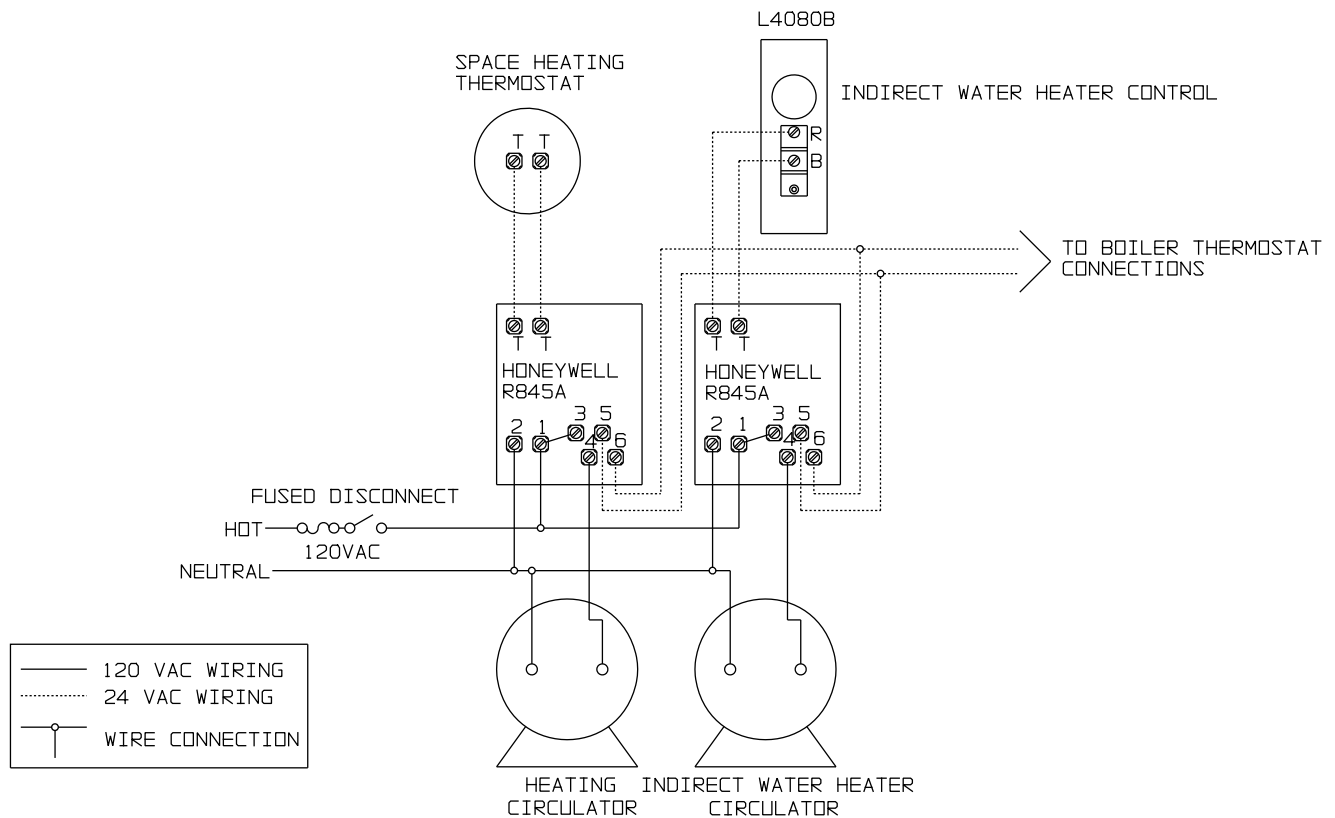 L4080B
SPACE HEATING
THERMOSTAT
INDIRECT WATER HEATER CONTROL
T T
R
B
TO BOILER THERMOSTAT
CONNECTIONS
T T
HONEYWELL
R845A
2 1 3 5
4 6
T T
HONEYWELL
R845A
2 1 3 5
4 6
FUSED DISCONNECT
HOT
120VAC
NEUTRAL
120 VAC WIRING
24 VAC WIRING
WIRE CONNECTION
HEATING
CIRCULATOR
INDIRECT WATER HEATER
CIRCULATOR